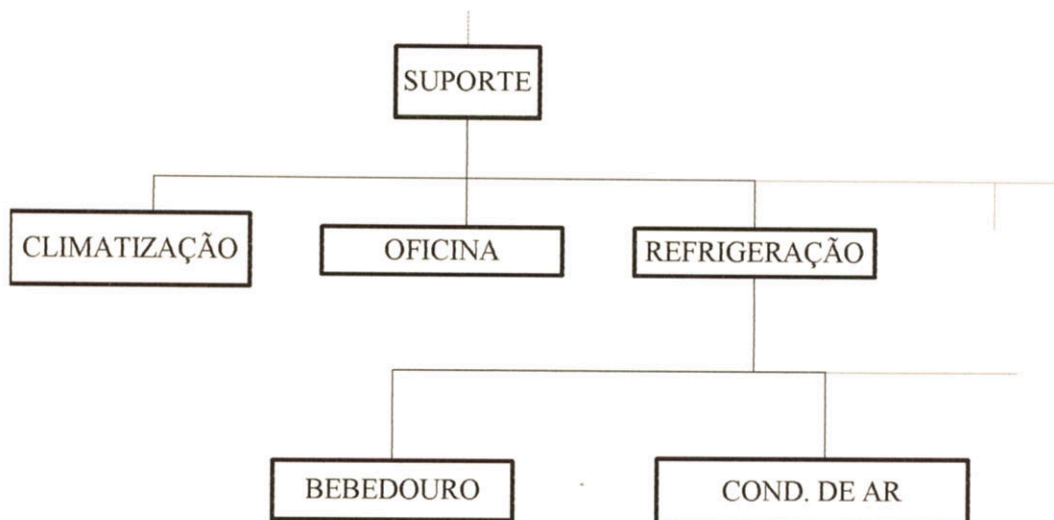 SUPORTE
CLIMATIZAÇÃO
OFICINA
REFRIGERAÇÃO
BEBEDOURO
COND. DE AR